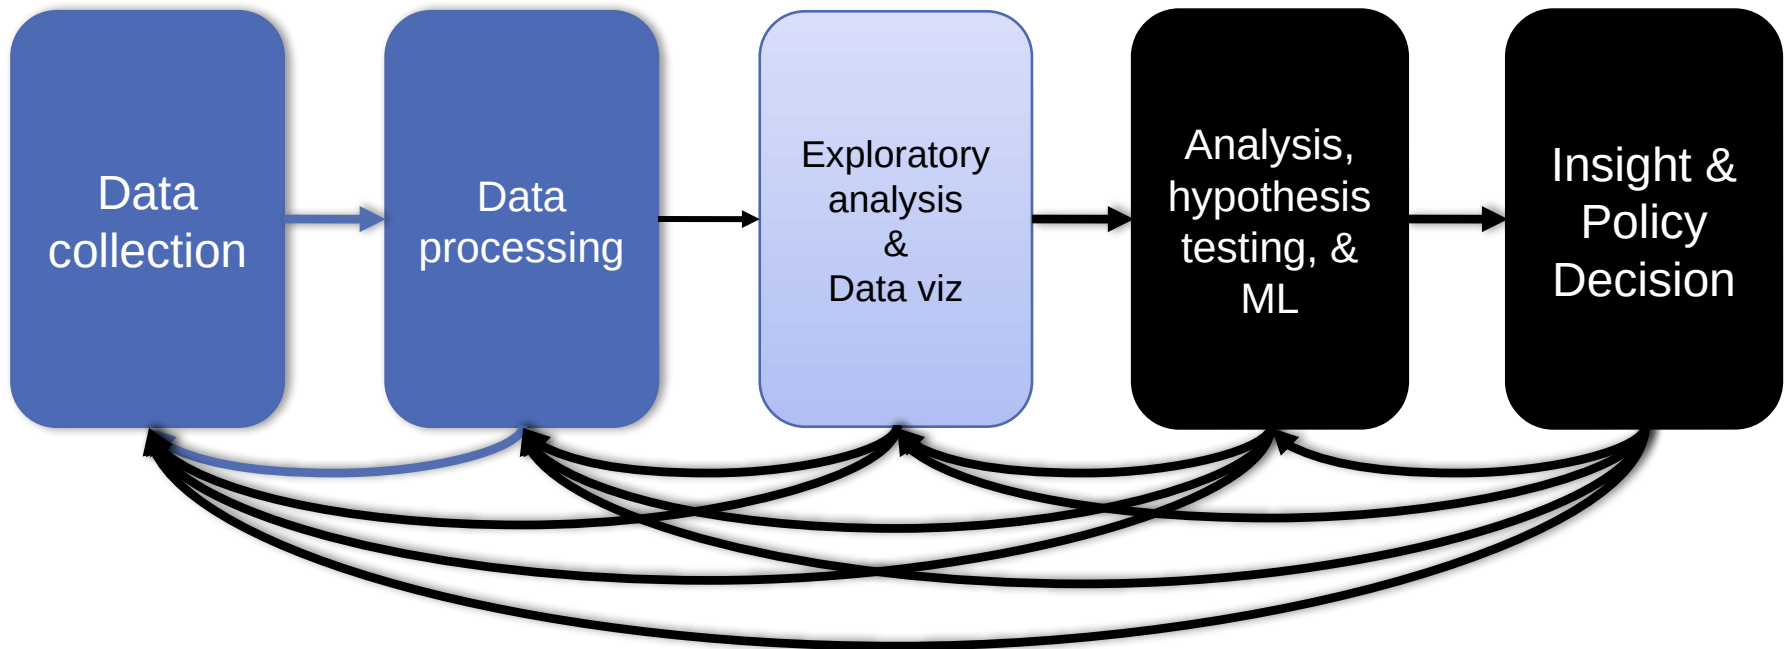 Data
collection
Data
processing
Exploratory
analysis
&
Data viz
Analysis,
hypothesis
testing, &
ML
Insight &
Policy
Decision